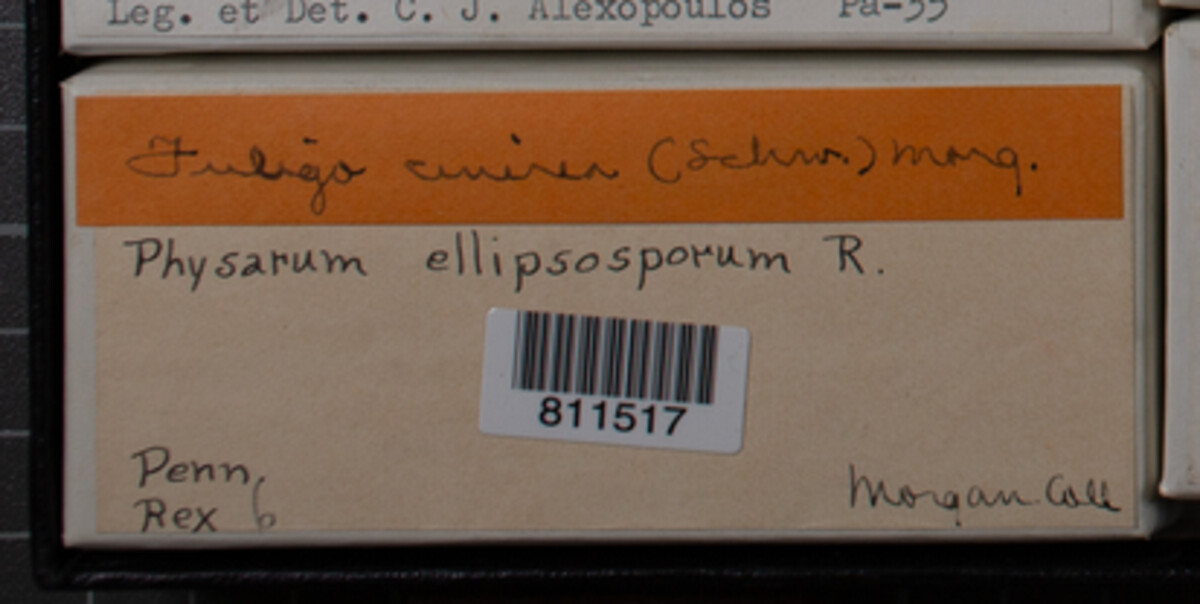 Leg. et Det. C. J. Alexopoulos Pa-55
Fuligo cinerea (Schw.) Morg.
Physarum ellipsosporum R.
811517
Penn,
Rex 6
Morgan Coll